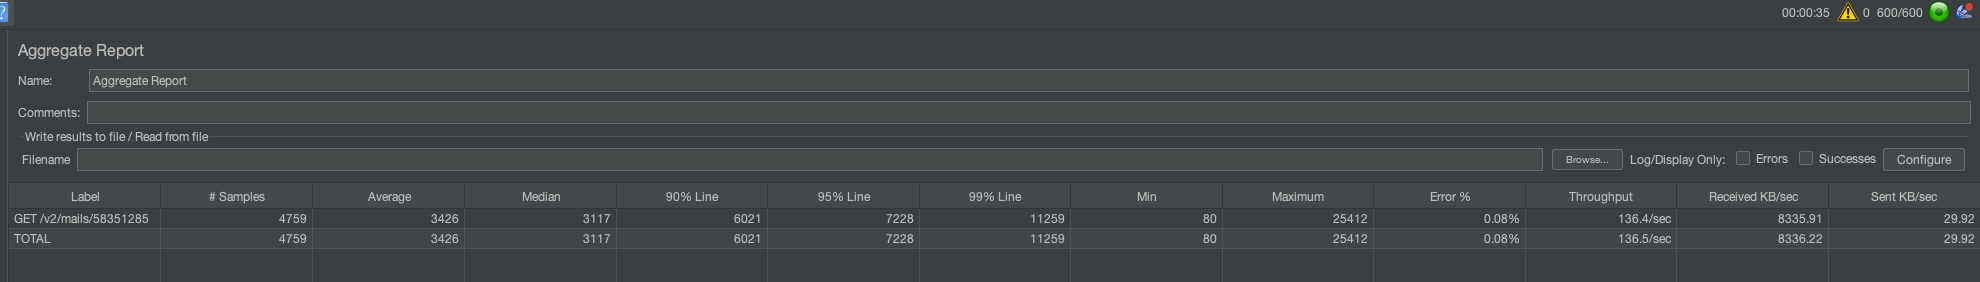 ?
00:00:35 0 600/600
Aggregate Report
Name: Aggregate Report
Comments:
Write results to file / Read from file
Filename Browse... Log/Display Only: Errors Successes Configure
Label # Samples Average Median 90% Line 95% Line 99% Line Min Maximum Error % Throughput Received KB/sec Sent KB/sec
GET /v2/mails/58351285 4759 3426 3117 6021 7228 11259 80 25412 0.08% 136.4/sec 8335.91 29.92
TOTAL 4759 3426 3117 6021 7228 11259 80 25412 0.08% 136.5/sec 8336.22 29.92